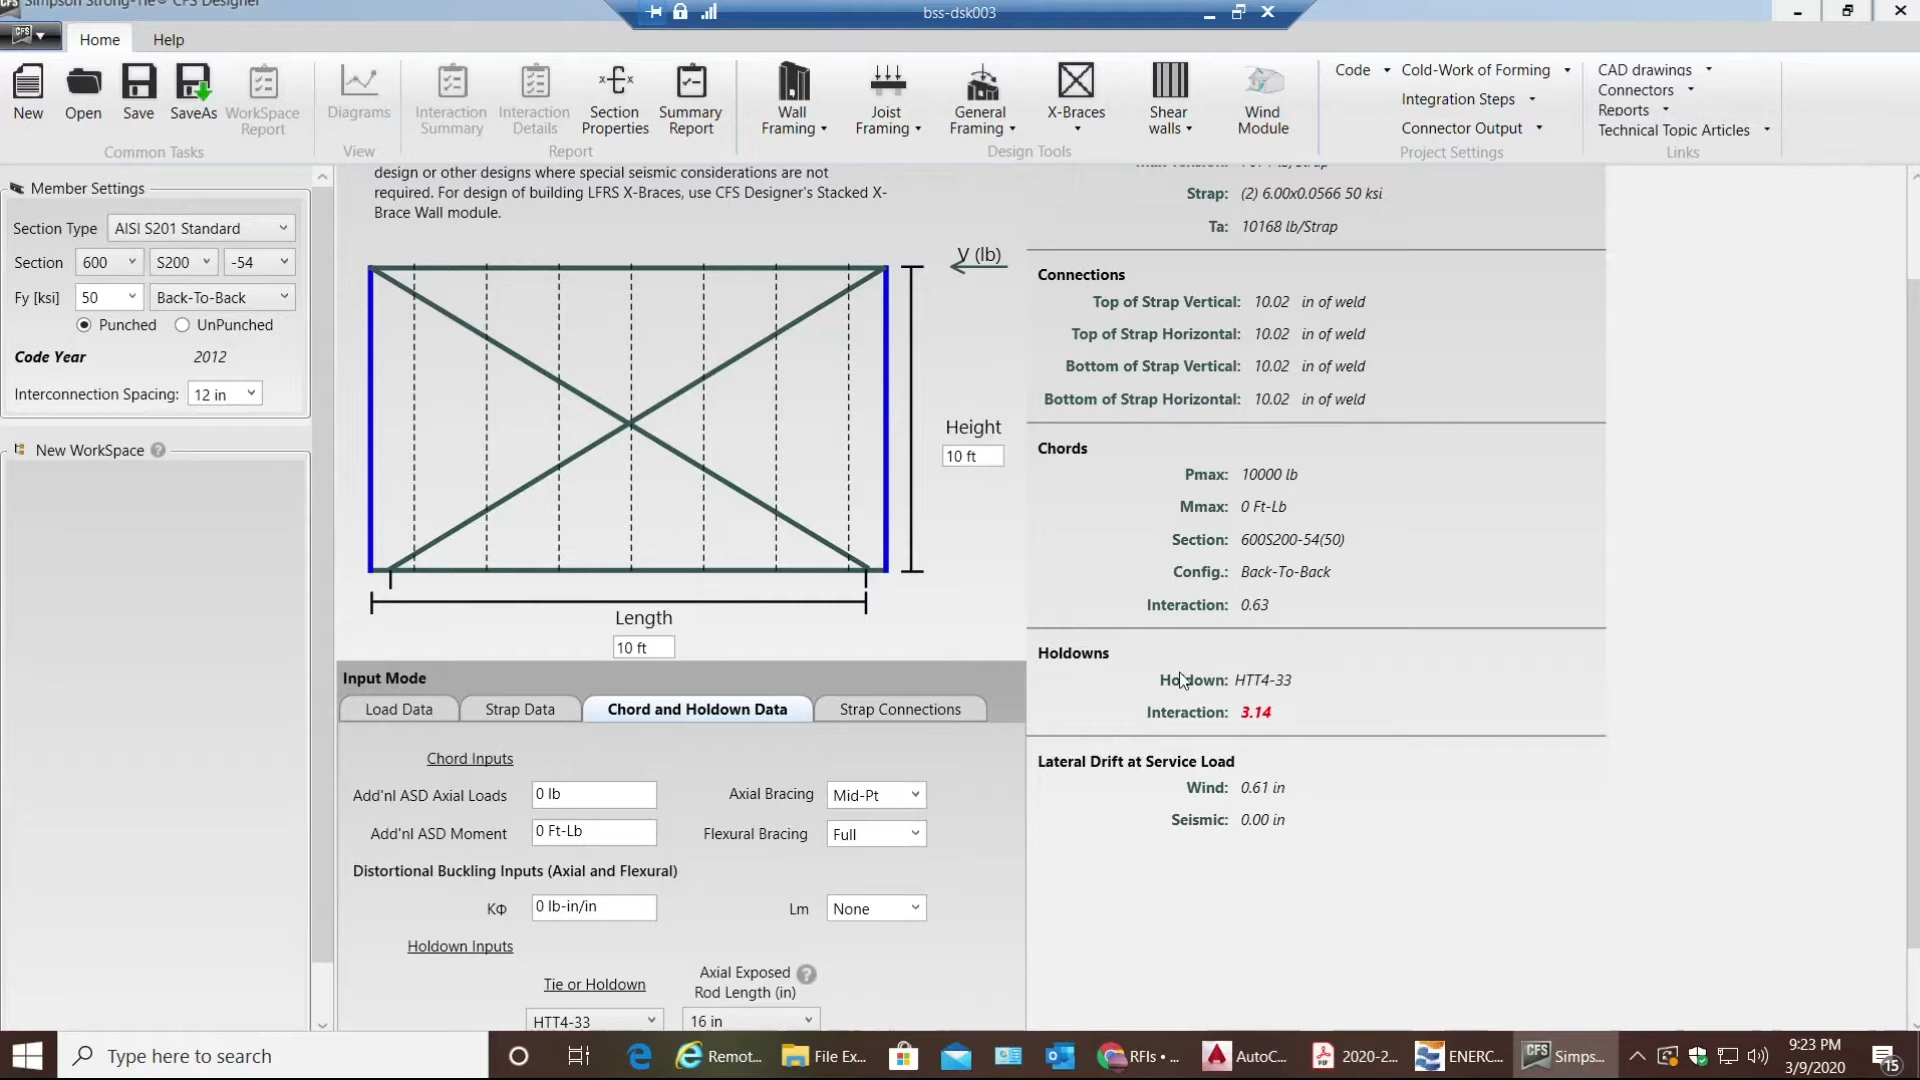 Simpson Strong-Tie® CFS Designer
bss-dsk003
CFS
Home
Help
New
Open
Save
SaveAs
WorkSpace
Report
Common Tasks
Diagrams
View
Interaction
Summary
Interaction
Details
Section
Properties
Summary
Report
Report
Wall
Framing
Joist
Framing
General
Framing
X-Braces
Shear
walls
Wind
Module
Design Tools
Code
Cold-Work of Forming
Integration Steps
Connector Output
Project Settings
CAD drawings
Connectors
Reports
Technical Topic Articles
Links
Member Settings
Section Type
AISI S201 Standard
Section
600
S200
-54
Fy [ksi]
50
Back-To-Back
Punched
UnPunched
Code Year
2012
Interconnection Spacing:
12 in
New WorkSpace
design or other designs where special seismic considerations are not
required. For design of building LFRS X-Braces, use CFS Designer's Stacked X-
Brace Wall module.
V (lb)
Height
10 ft
Length
10 ft
Input Mode
Load Data
Strap Data
Chord and Holdown Data
Strap Connections
Chord Inputs
Add'nl ASD Axial Loads
0 lb
Axial Bracing
Mid-Pt
Add'nl ASD Moment
0 Ft-Lb
Flexural Bracing
Full
Distortional Buckling Inputs (Axial and Flexural)
KΦ
0 lb-in/in
Lm
None
Holdown Inputs
Tie or Holdown
Axial Exposed
Rod Length (in)
HTT4-33
16 in
Strap: (2) 6.00x0.0566 50 ksi
Ta: 10168 lb/Strap
Connections
Top of Strap Vertical: 10.02 in of weld
Top of Strap Horizontal: 10.02 in of weld
Bottom of Strap Vertical: 10.02 in of weld
Bottom of Strap Horizontal: 10.02 in of weld
Chords
Pmax: 10000 lb
Mmax: 0 Ft-Lb
Section: 600S200-54(50)
Config.: Back-To-Back
Interaction: 0.63
Holdowns
Holdown: HTT4-33
Interaction: 3.14
Lateral Drift at Service Load
Wind: 0.61 in
Seismic: 0.00 in
Type here to search
Remot...
File Ex...
RFIs • ...
AutoC...
2020-2...
ENERC...
CFS
Simps...
9:23 PM
3/9/2020
15